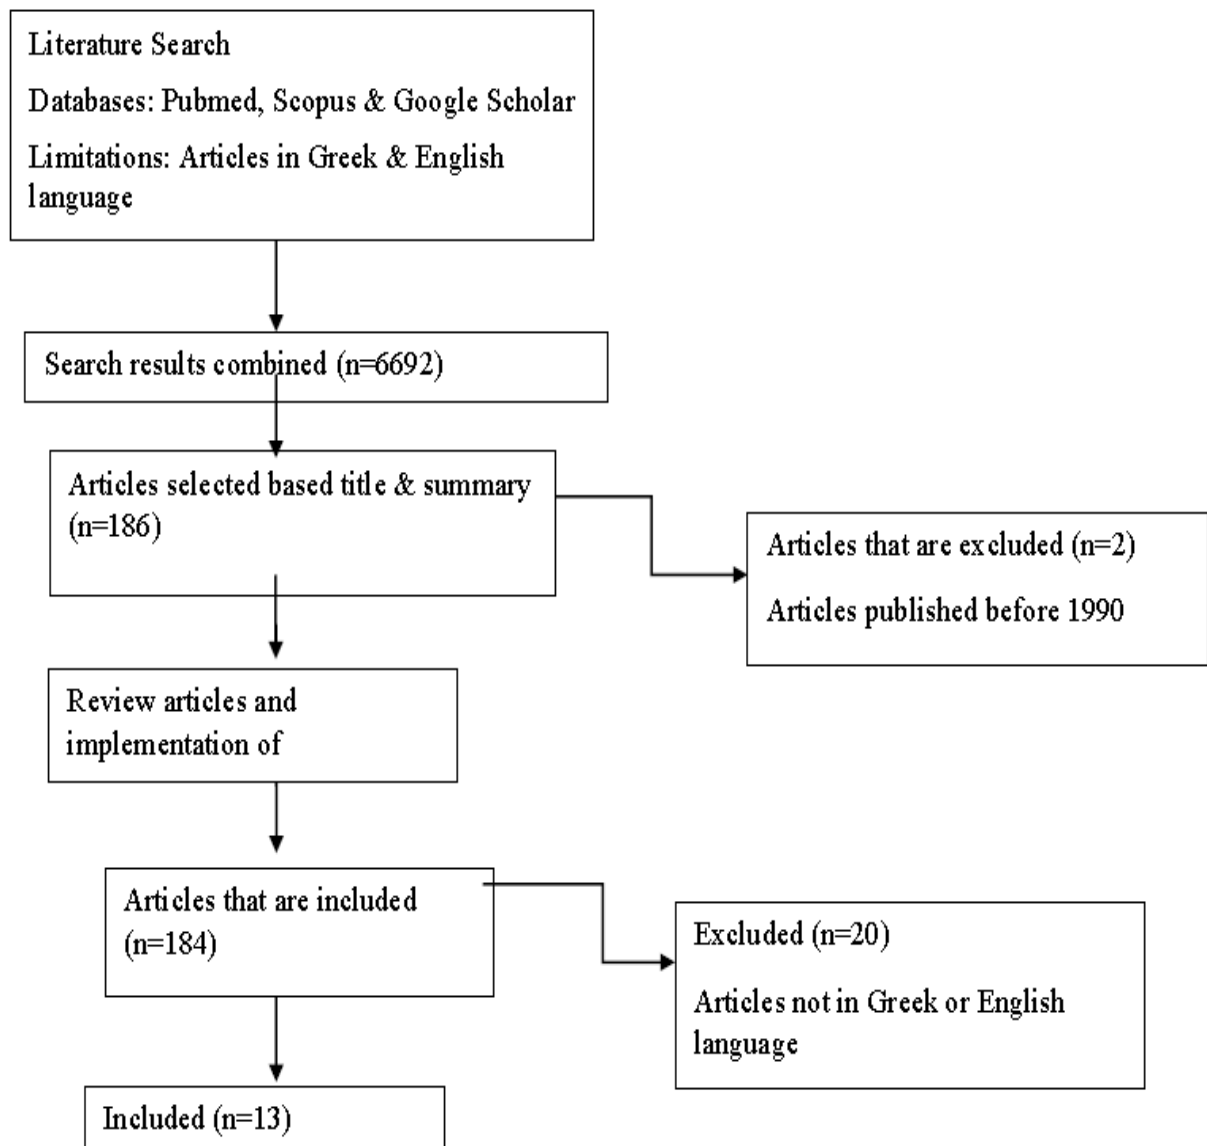 Literature Search
Databases: Pubmed, Scopus & Google Scholar
Limitations: Articles in Greek & English
language
Search results combined (n=6692)
Articles selected based title & summary
(n=186)
Articles that are excluded (n=2)
Articles published before 1990
Review articles and
implementation of
Articles that are included
(n=184)
Excluded (n=20)
Articles not in Greek or English
language
Included (n=13)